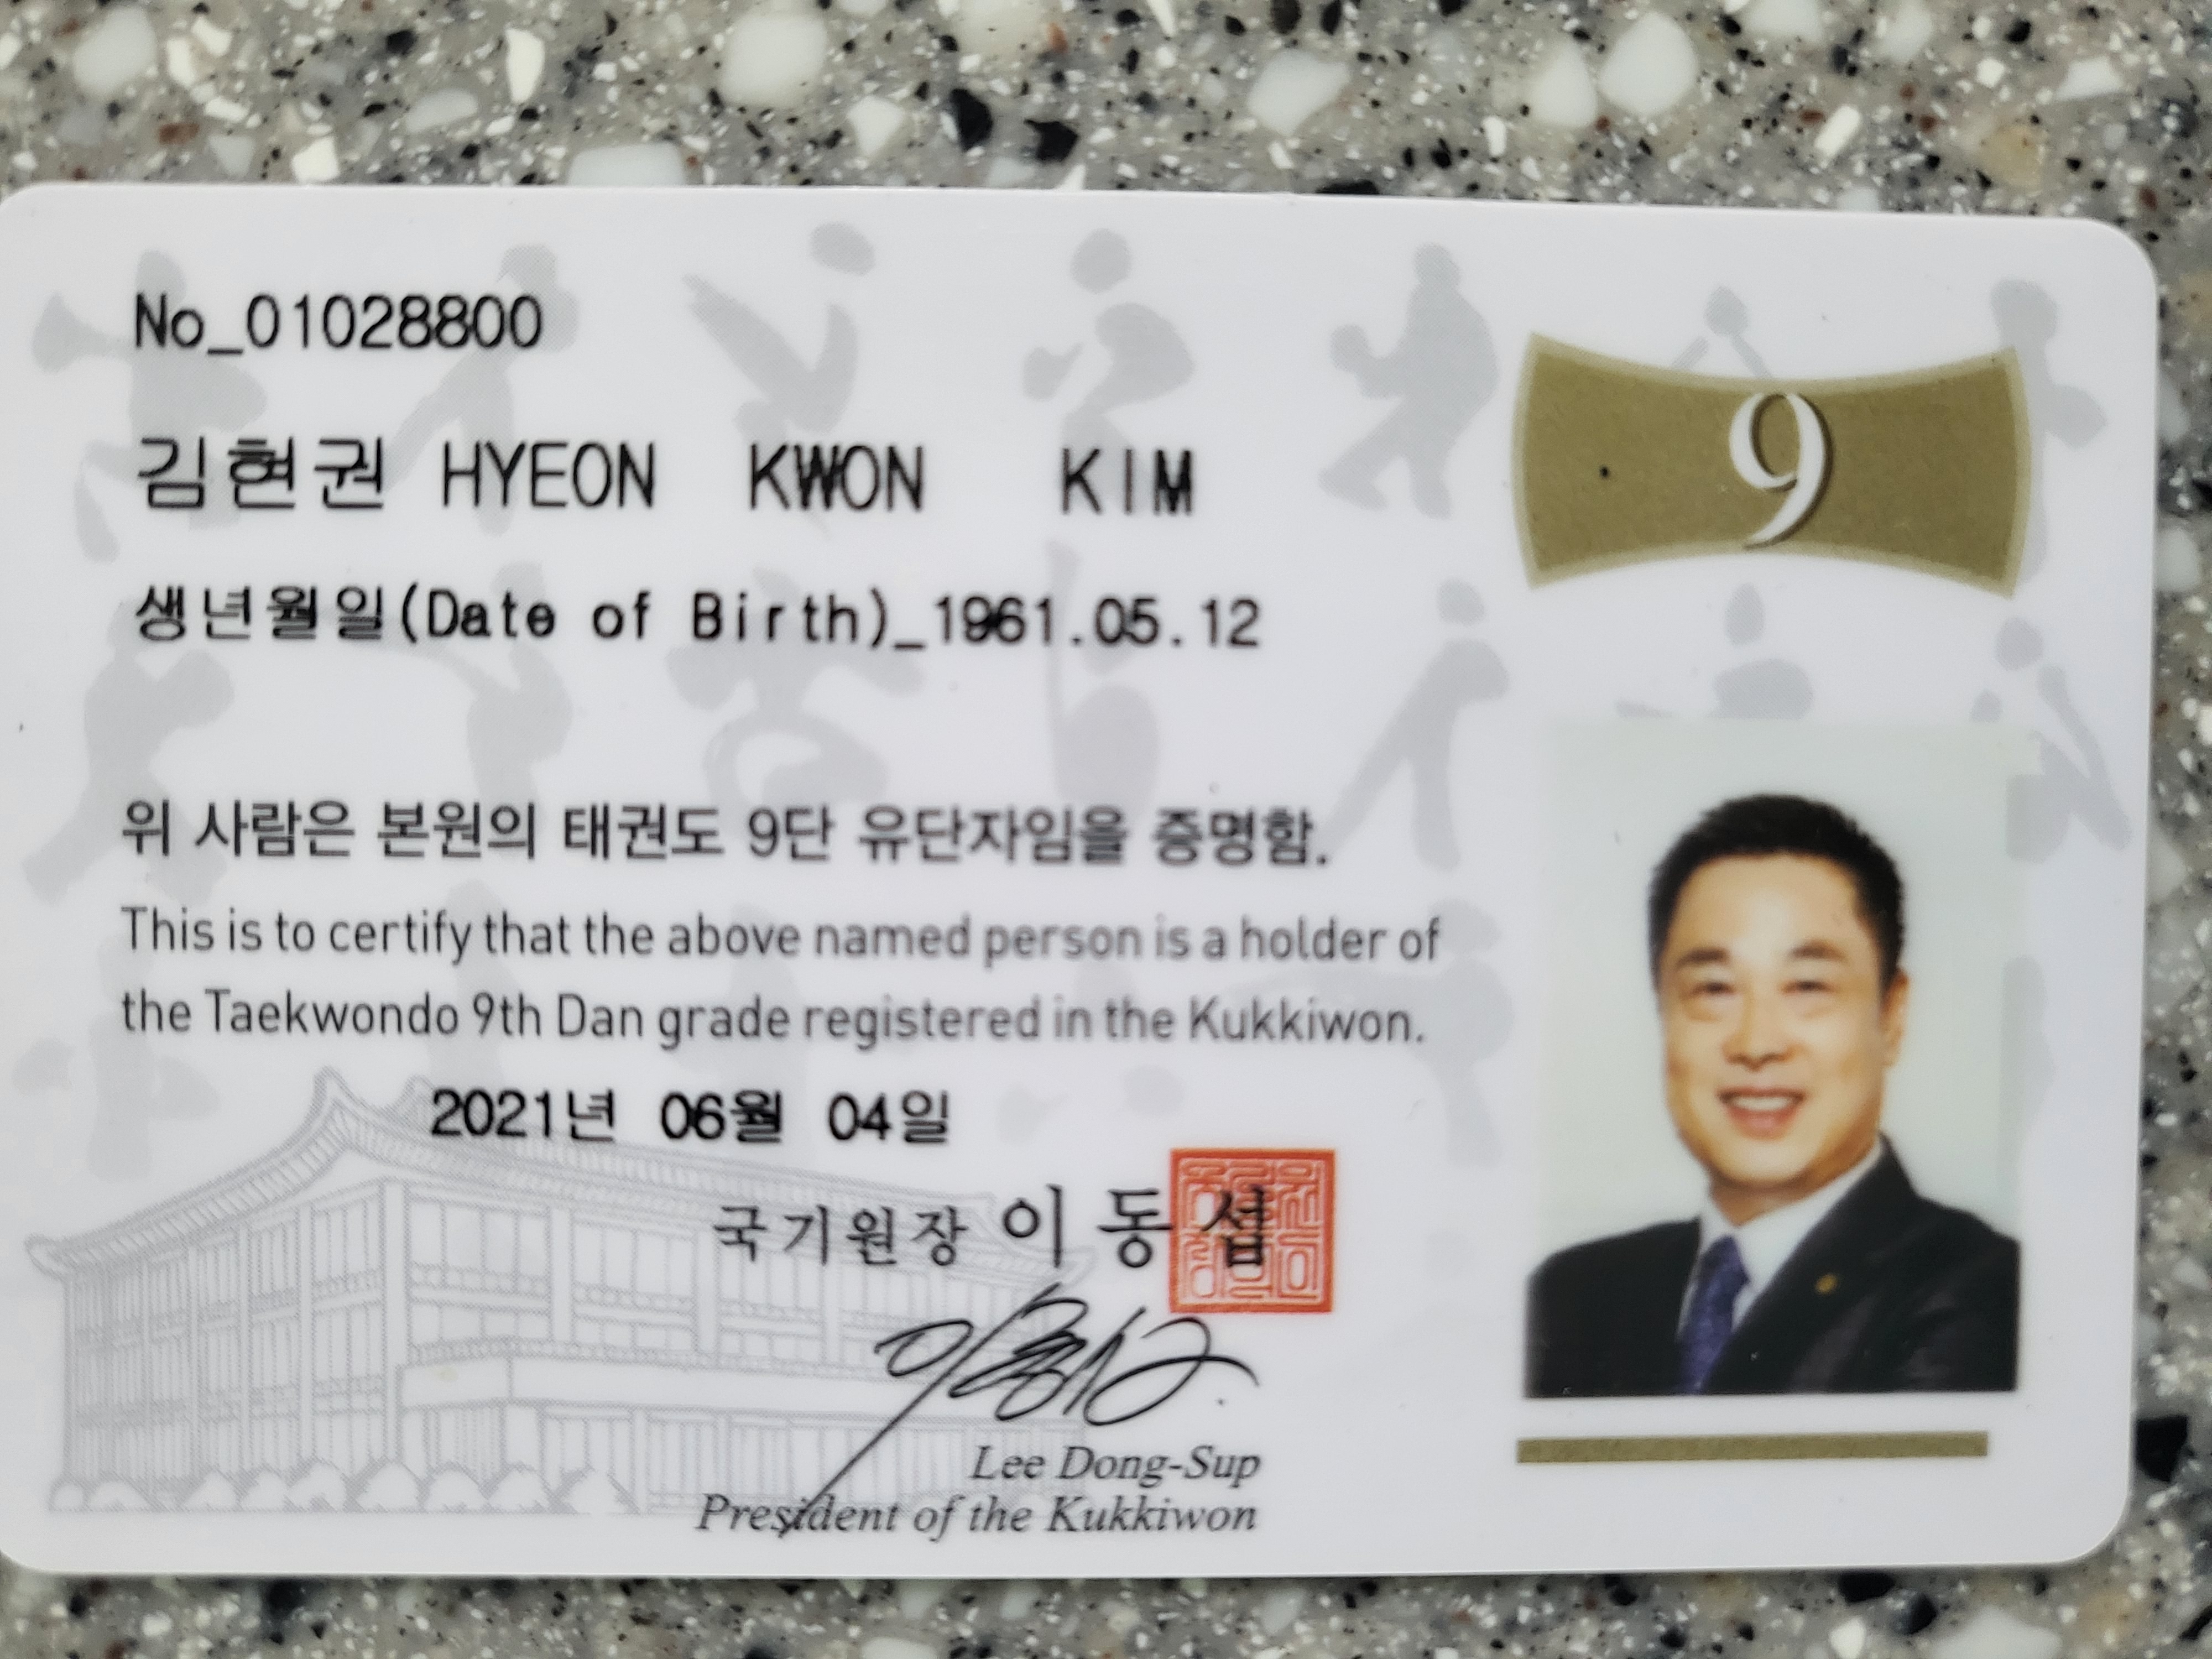 No_01028800
9
김현권 HYEON KWON KIM
생년월일(Date of Birth)_1961.05.12
위 사람은 본원의 태권도 9단 유단자임을 증명함.
This is to certify that the above named person is a holder of
the Taekwondo 9th Dan grade registered in the Kukkiwon.
2021년 06월 04일
국기원장 이동섭
Lee Dong-Sup
President of the Kukkiwon